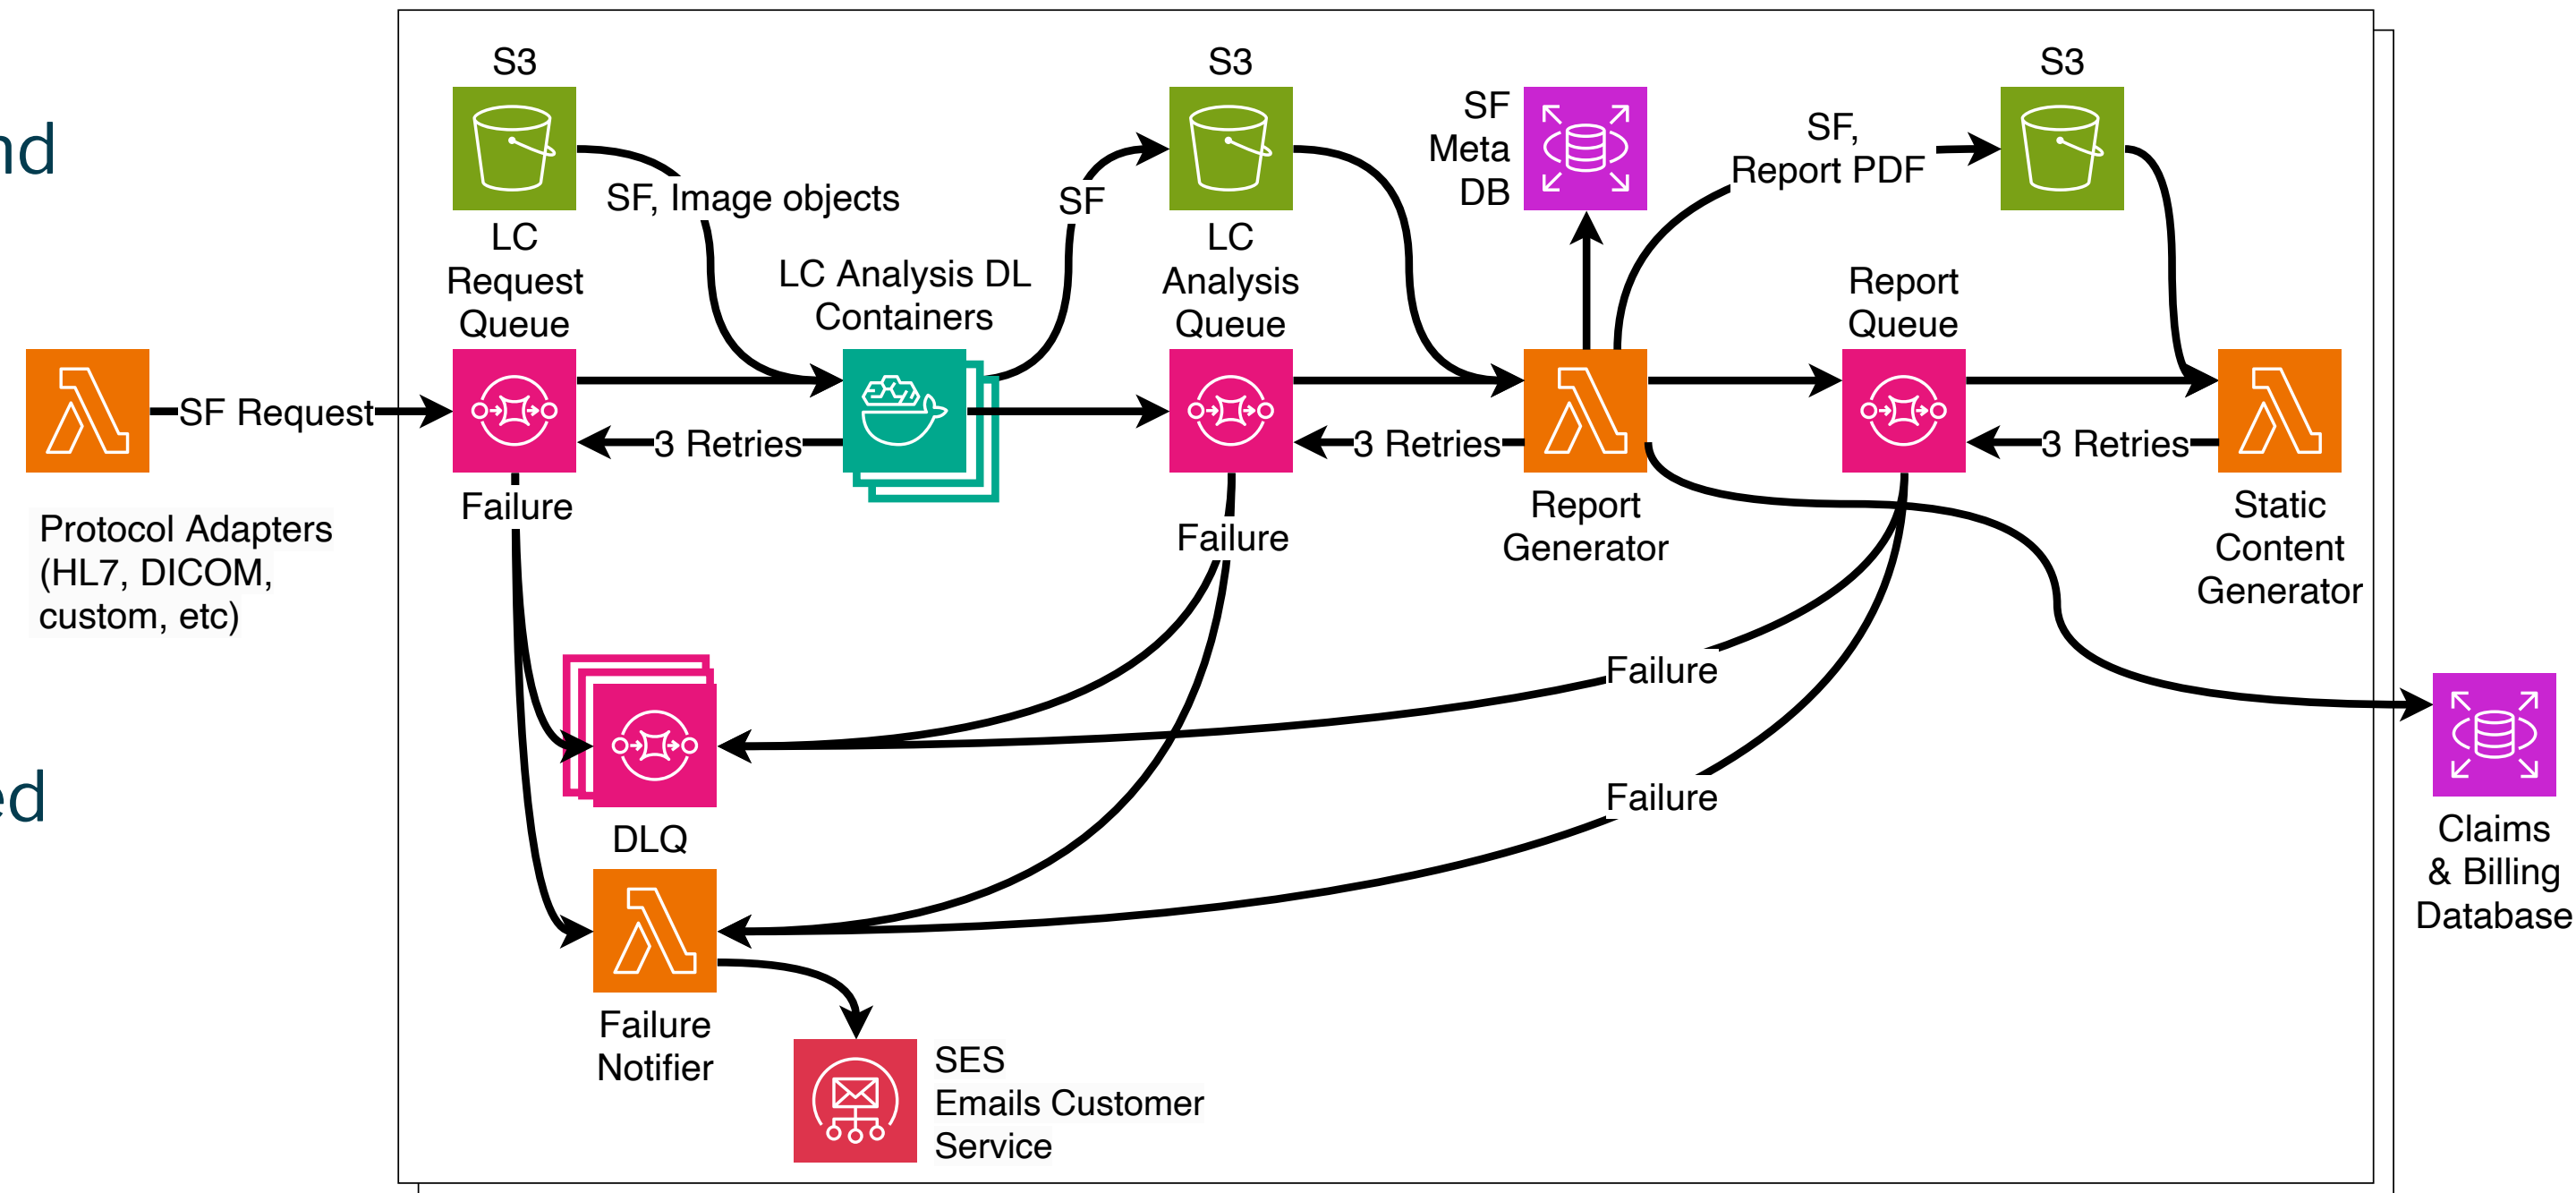 nd
ed
S3
S3
S3
SF
Meta
DB
SF,
Report PDF
SF, Image objects
SF
LC
Request
Queue
LC Analysis DL
Containers
LC
Analysis
Queue
Report
Queue
SF Request
3 Retries
3 Retries
3 Retries
Protocol Adapters
(HL7, DICOM,
custom, etc)
Failure
Failure
Report
Generator
Static
Content
Generator
Failure
Failure
DLQ
Claims
& Billing
Database
Failure
Notifier
SES
Emails Customer
Service